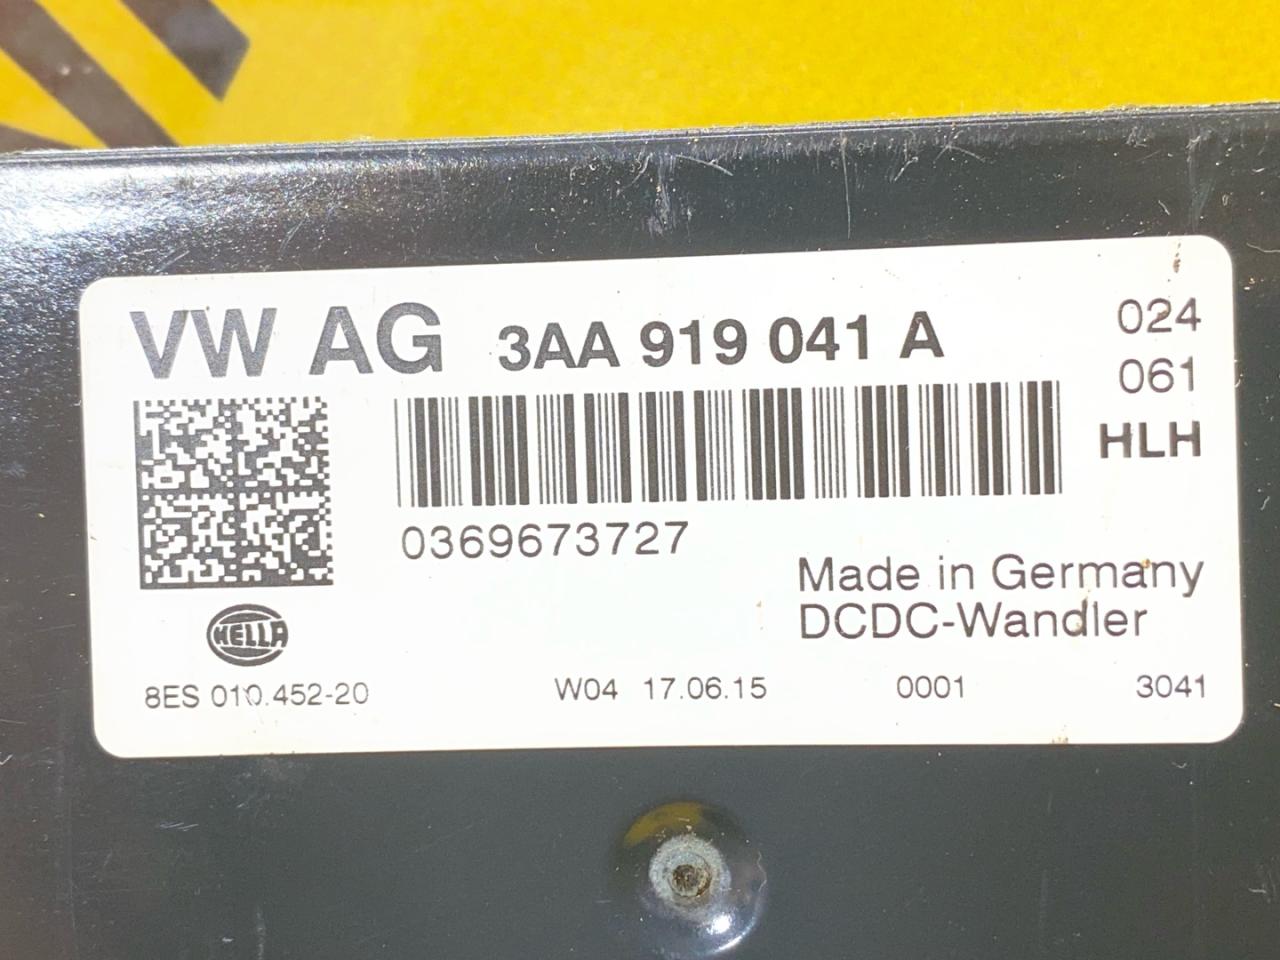 VW AG 3AA 919 041 A
024
061
HLH
0369673727
Made in Germany
DCDC-Wandler
HELLA
8ES 010.452-20 W04 17.06.15 0001 3041